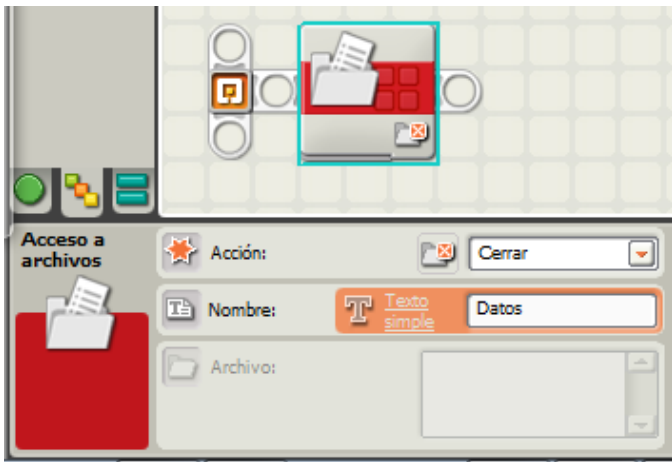 Acceso a
archivos
Acción:
Cerrar
Nombre:
Texto
simple
Datos
Archivo: